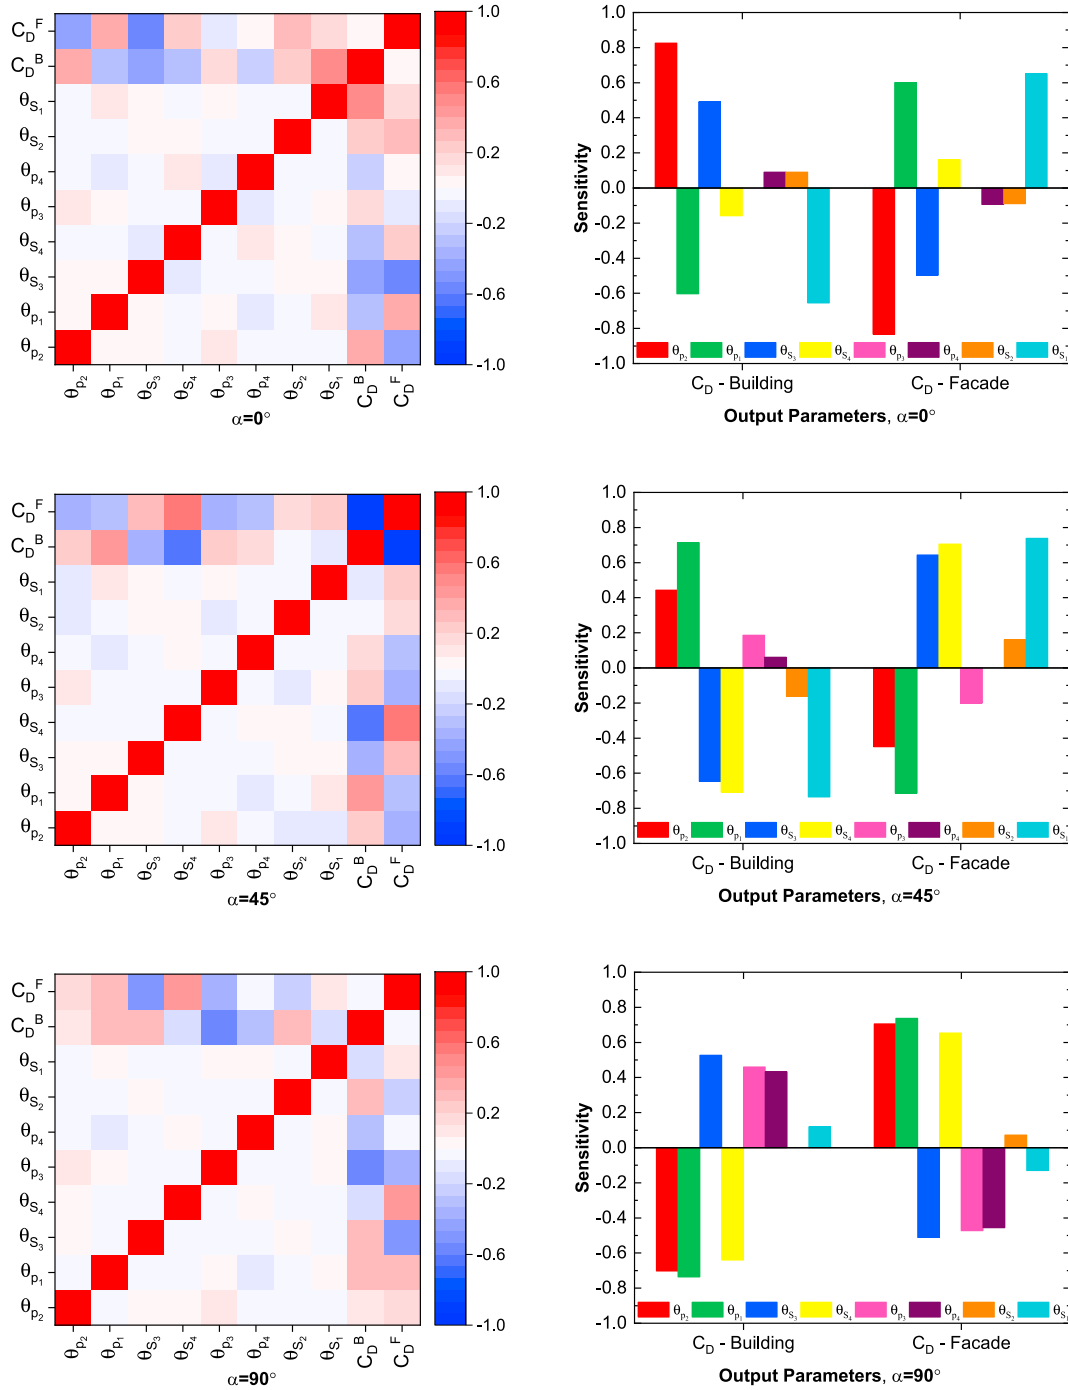 C_D^F
C_D^B
θ_S₁
θ_S₂
θ_p₄
θ_p₃
θ_S₄
θ_S₃
θ_p₁
θ_p₂
θ_p₂ θ_p₁ θ_S₃ θ_S₄ θ_p₃ θ_p₄ θ_S₂ θ_S₁ C_D^B C_D^F
α=0°
1.0
0.6
0.2
-0.2
-0.6
-1.0
Sensitivity
1.0
0.8
0.6
0.4
0.2
0.0
-0.2
-0.4
-0.6
-0.8
-1.0
θ_p₂ θ_p₁ θ_S₃ θ_S₄ θ_p₃ θ_p₄ θ_S₂ θ_S₁
C_D - Building C_D - Facade
Output Parameters, α=0°
C_D^F
C_D^B
θ_S₁
θ_S₂
θ_p₄
θ_p₃
θ_S₄
θ_S₃
θ_p₁
θ_p₂
θ_p₂ θ_p₁ θ_S₃ θ_S₄ θ_p₃ θ_p₄ θ_S₂ θ_S₁ C_D^B C_D^F
α=45°
1.0
0.6
0.2
-0.2
-0.6
-1.0
Sensitivity
1.0
0.8
0.6
0.4
0.2
0.0
-0.2
-0.4
-0.6
-0.8
-1.0
θ_p₂ θ_p₁ θ_S₃ θ_S₄ θ_p₃ θ_p₄ θ_S₂ θ_S₁
C_D - Building C_D - Facade
Output Parameters, α=45°
C_D^F
C_D^B
θ_S₁
θ_S₂
θ_p₄
θ_p₃
θ_S₄
θ_S₃
θ_p₁
θ_p₂
θ_p₂ θ_p₁ θ_S₃ θ_S₄ θ_p₃ θ_p₄ θ_S₂ θ_S₁ C_D^B C_D^F
α=90°
1.0
0.6
0.2
-0.2
-0.6
-1.0
Sensitivity
1.0
0.8
0.6
0.4
0.2
0.0
-0.2
-0.4
-0.6
-0.8
-1.0
θ_p₂ θ_p₁ θ_S₃ θ_S₄ θ_p₃ θ_p₄ θ_S₂ θ_S₁
C_D - Building C_D - Facade
Output Parameters, α=90°